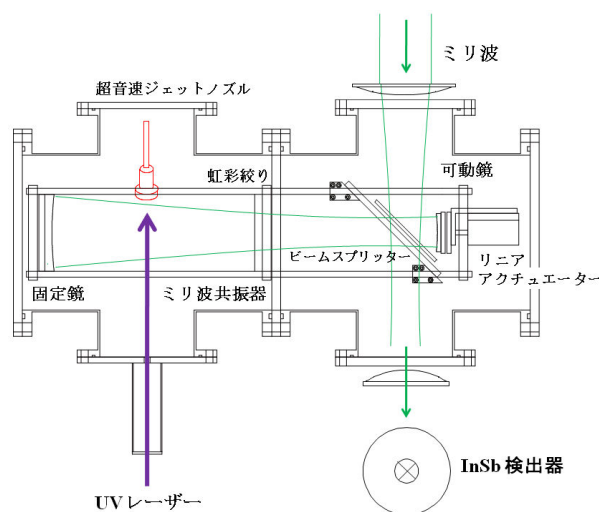 ミリ波
超音速ジェットノズル
虹彩絞り
可動鏡
ビームスプリッター
リニア
アクチュエーター
固定鏡
ミリ波共振器
InSb 検出器
UVレーザー